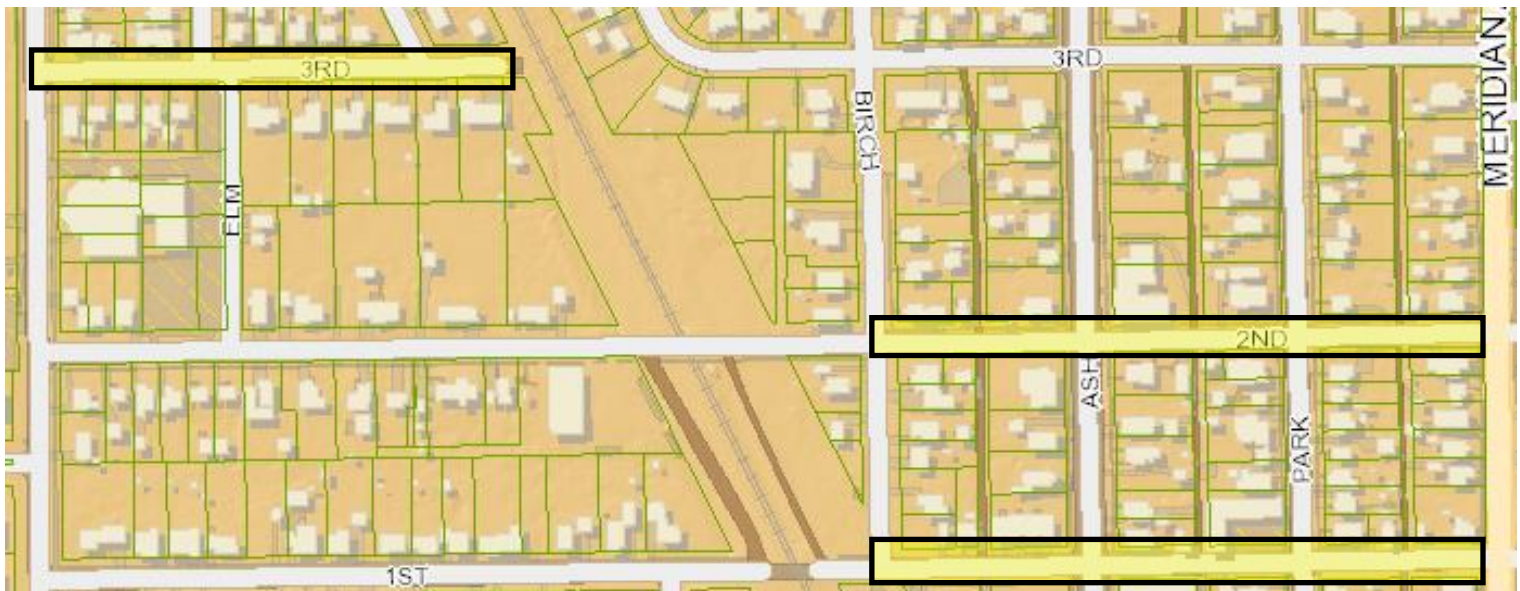 3RD
3RD
BIRCH
MERIDIAN
ELM
2ND
ASH
PARK
1ST